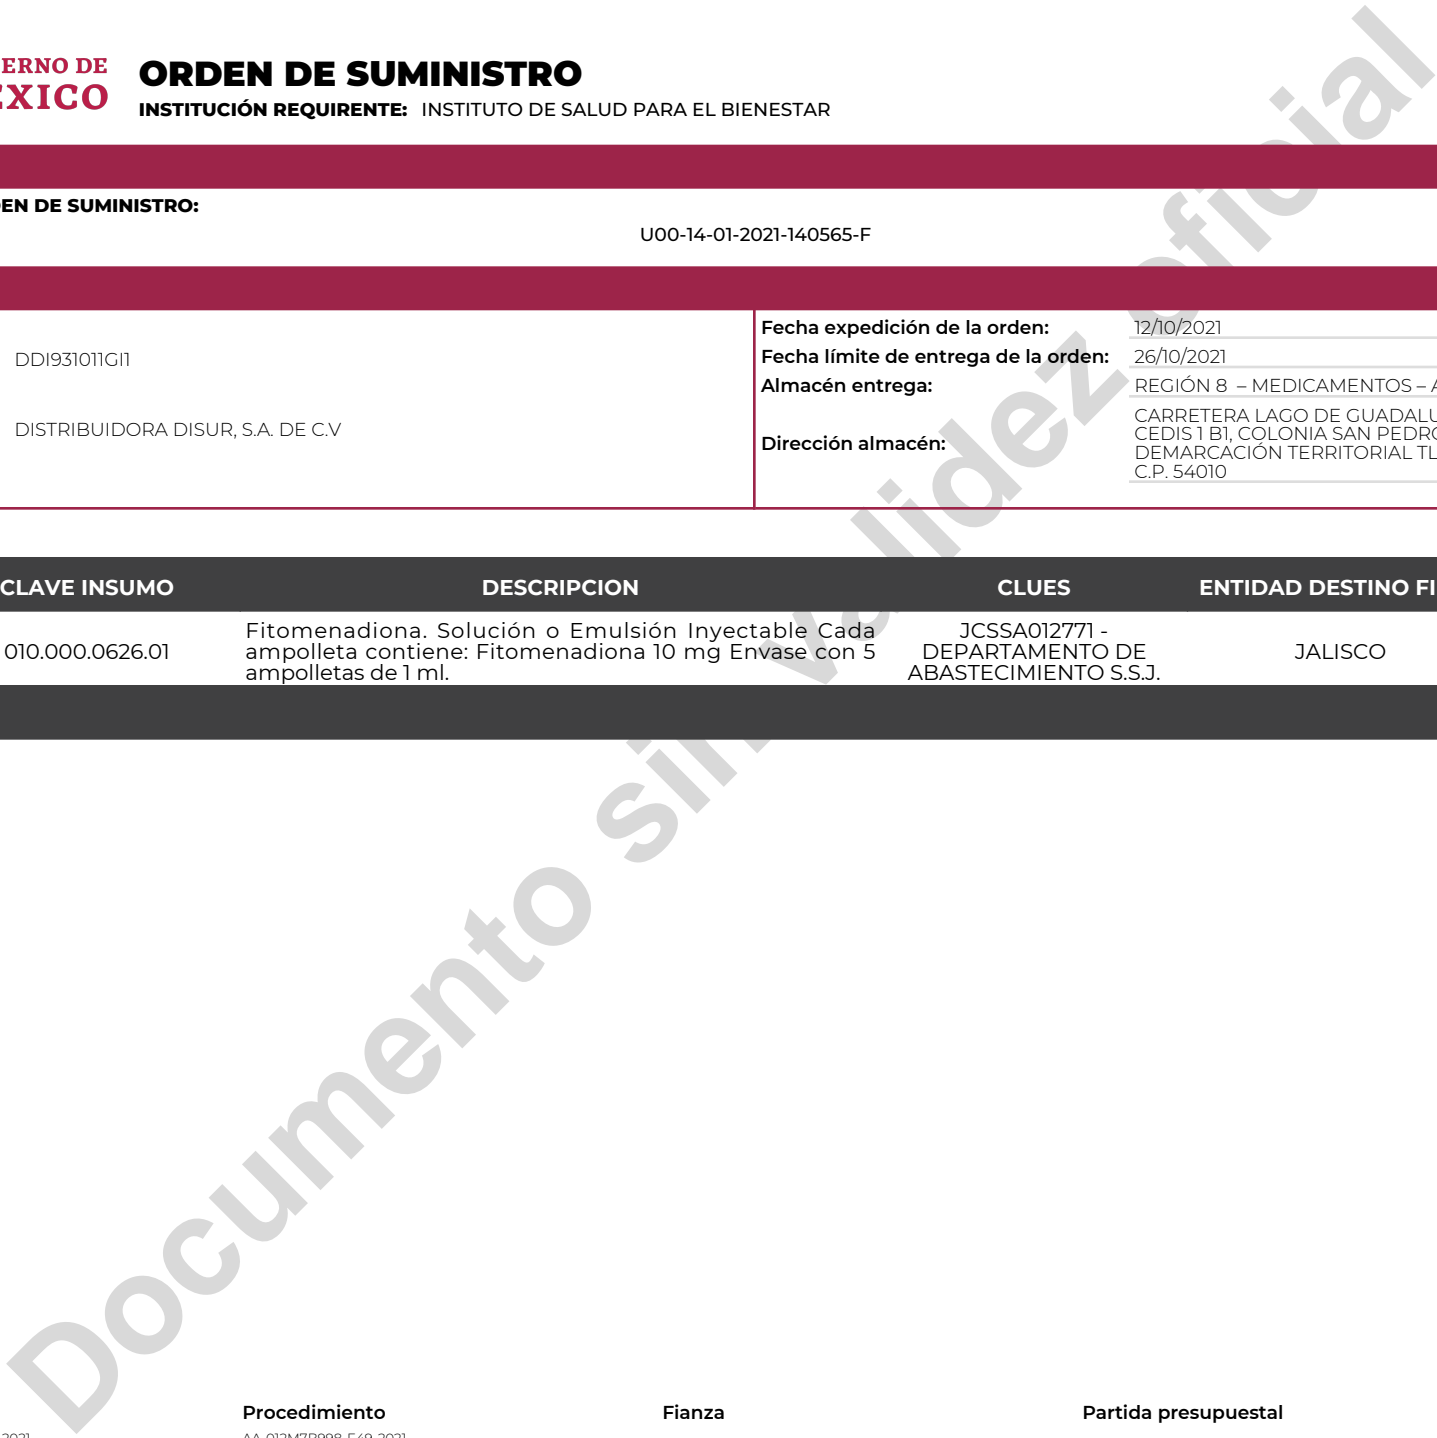 ERNO DE
ORDEN DE SUMINISTRO
INSTITUCIÓN REQUIRENTE: INSTITUTO DE SALUD PARA EL BIENESTAR
EN DE SUMINISTRO:
U00-14-01-2021-140565-F
DDI931011GI1
DISTRIBUIDORA DISUR, S.A. DE C.V
Fecha expedición de la orden: 12/10/2021
Fecha límite de entrega de la orden: 26/10/2021
Almacén entrega: REGIÓN 8 – MEDICAMENTOS – A
Dirección almacén:
CARRETERA LAGO DE GUADALU
CEDIS 1 B1, COLONIA SAN PEDRO
DEMARCACIÓN TERRITORIAL TL
C.P. 54010
CLAVE INSUMO DESCRIPCION CLUES ENTIDAD DESTINO FI
010.000.0626.01
Fitomenadiona. Solución o Emulsión Inyectable Cada
ampolleta contiene: Fitomenadiona 10 mg Envase con 5
ampolletas de 1 ml.
JCSSA012771 -
DEPARTAMENTO DE
ABASTECIMIENTO S.S.J.
JALISCO
Documento sin validez oficial
Procedimiento Fianza Partida presupuestal